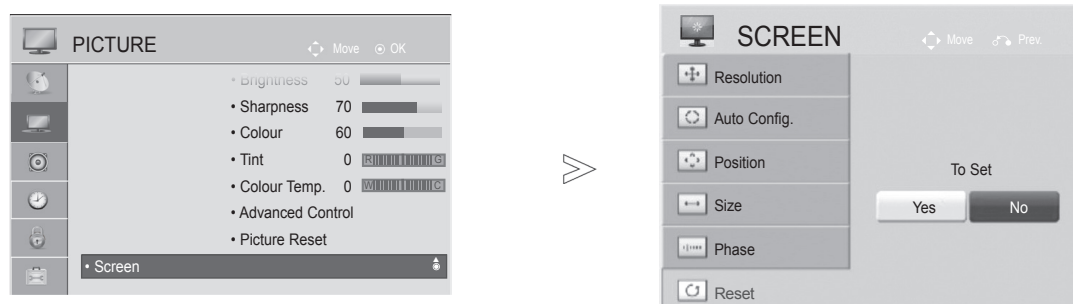 PICTURE
Move OK
• Brightness 50
• Sharpness 70
• Colour 60
• Tint 0 R G
• Colour Temp. 0 W C
• Advanced Control
• Picture Reset
• Screen
SCREEN
Move Prev.
Resolution
Auto Config.
Position
Size
Phase
Reset
To Set
Yes No